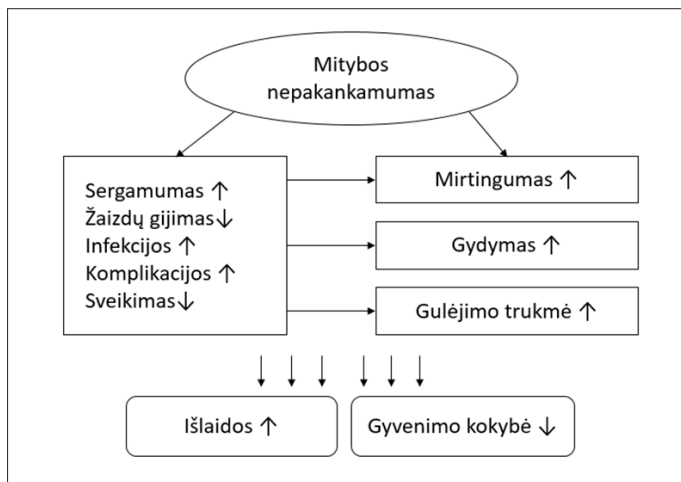 Mitybos
nepakankamumas
Sergamumas ↑
Žaizdų gijimas↓
Infekcijos ↑
Komplikacijos ↑
Sveikimas↓
Mirtingumas ↑
Gydymas ↑
Gulėjimo trukmė ↑
Išlaidos ↑
Gyvenimo kokybė ↓